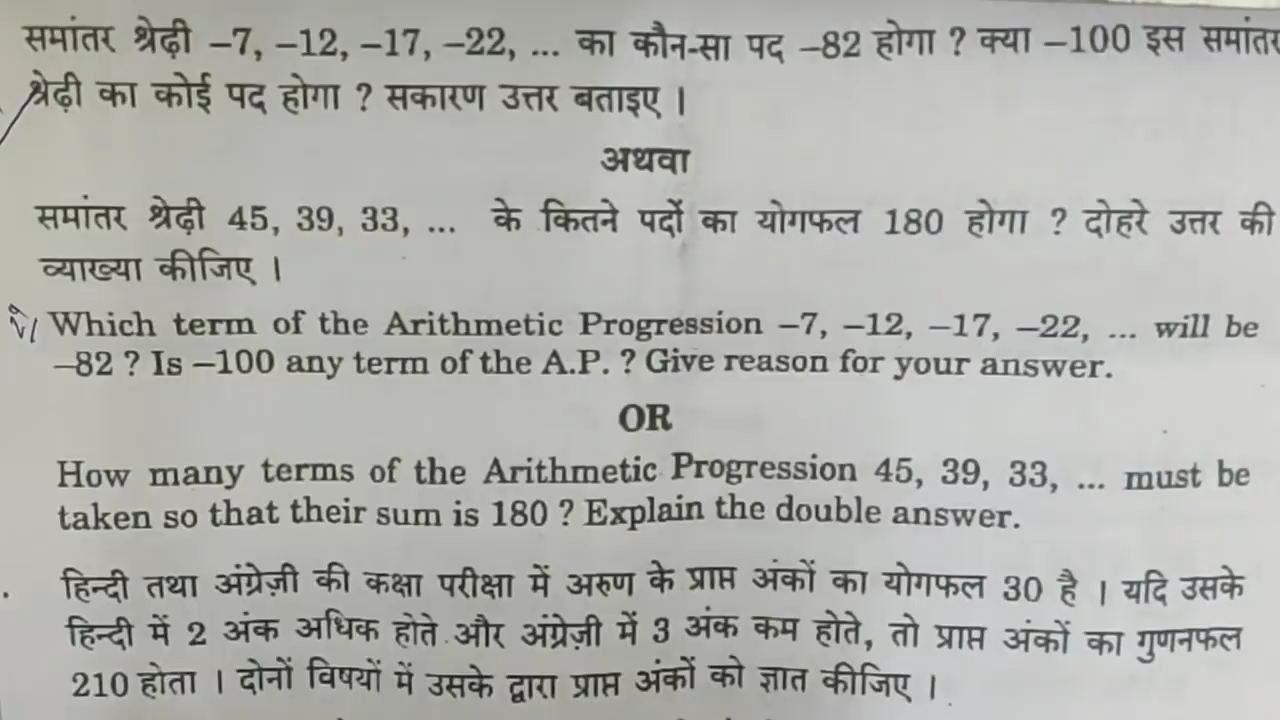 समांतर श्रेढ़ी –7, –12, –17, –22, ... का कौन-सा पद –82 होगा ? क्या –100 इस समांतर
श्रेढ़ी का कोई पद होगा ? सकारण उत्तर बताइए ।
अथवा
समांतर श्रेढ़ी 45, 39, 33, ... के कितने पदों का योगफल 180 होगा ? दोहरे उत्तर की
व्याख्या कीजिए ।
Which term of the Arithmetic Progression –7, –12, –17, –22, ... will be
–82 ? Is –100 any term of the A.P. ? Give reason for your answer.
OR
How many terms of the Arithmetic Progression 45, 39, 33, ... must be
taken so that their sum is 180 ? Explain the double answer.
हिन्दी तथा अंग्रेज़ी की कक्षा परीक्षा में अरुण के प्राप्त अंकों का योगफल 30 है । यदि उसके
हिन्दी में 2 अंक अधिक होते और अंग्रेज़ी में 3 अंक कम होते, तो प्राप्त अंकों का गुणनफल
210 होता । दोनों विषयों में उसके द्वारा प्राप्त अंकों को ज्ञात कीजिए ।